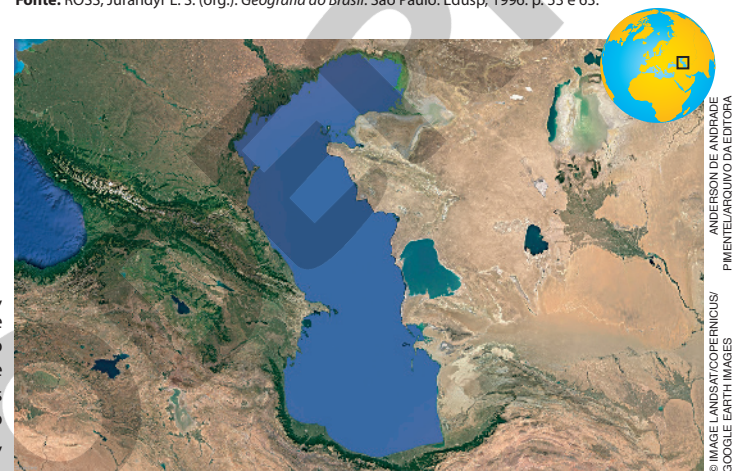 Fonte: ROSS, Jurandyr L. S. (org.). Geografia do Brasil. São Paulo: Edusp, 1996. p. 53 e 63.
ANDERSON DE ANDRADE
PIMENTEL/ARQUIVO DA EDITORA
© IMAGE LANDSAT/COPERNICUS/
GOOGLE EARTH IMAGES